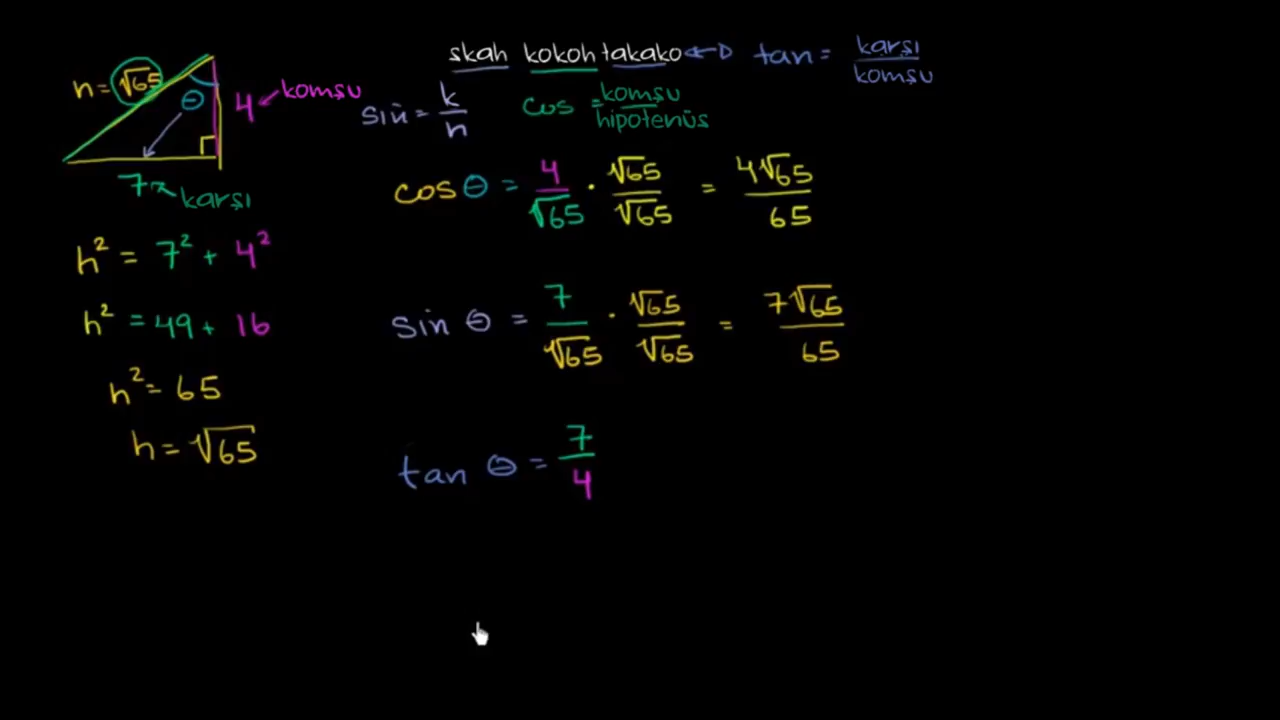 skah kokoh takako ↔ tan = karşı/komşu
sin = k/h
cos = komşu/hipotenüs
h = √65
θ
4 ← komşu
7 ← karşı
h² = 7² + 4²
h² = 49 + 16
h² = 65
h = √65
cos θ = 4/√65 · √65/√65 = 4√65/65
sin θ = 7/√65 · √65/√65 = 7√65/65
tan θ = 7/4